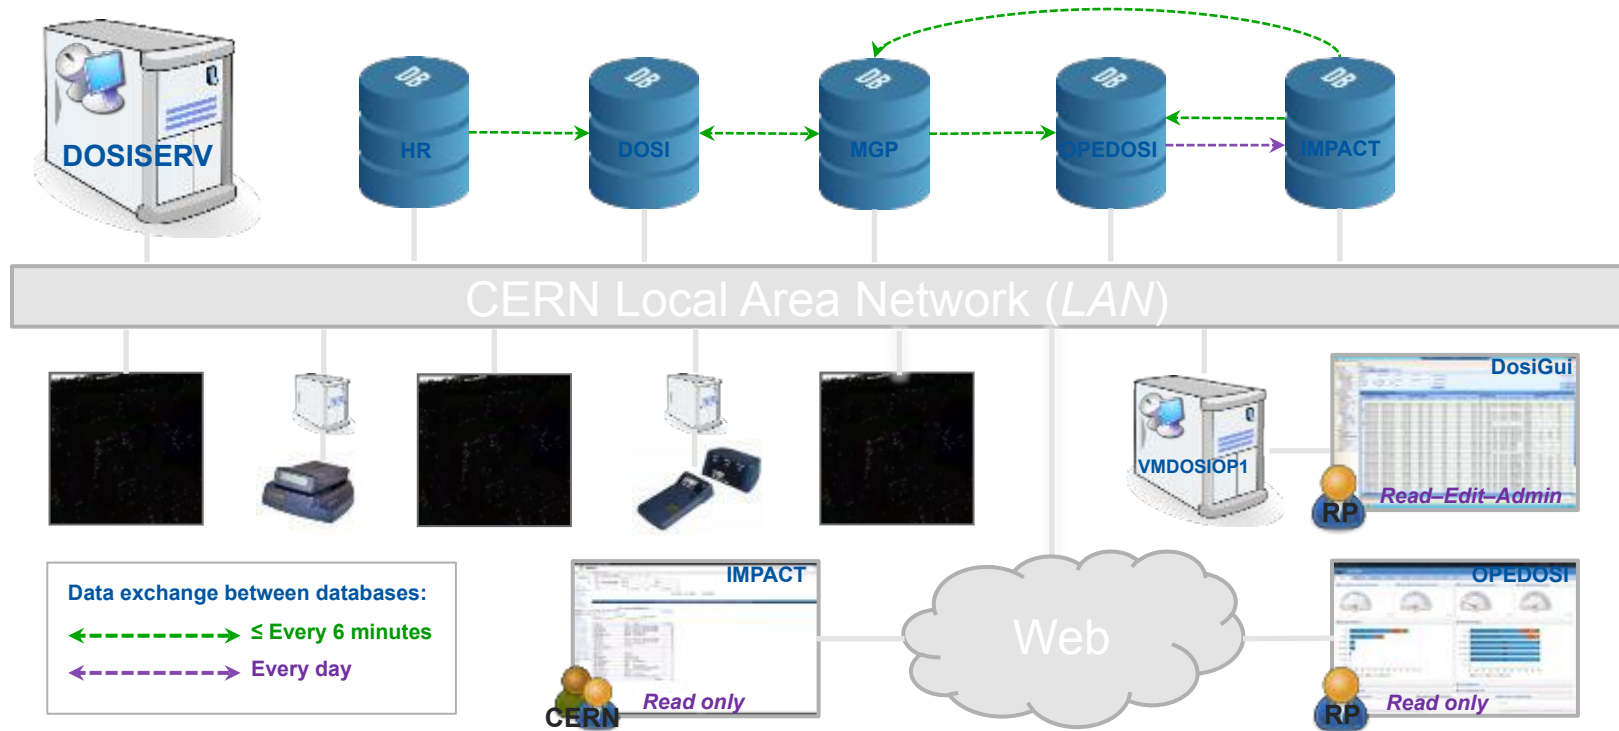 DB
DB
DB
DB
DB
DOSISERV
HR
DOSI
MGP
OPEDOSI
IMPACT
CERN Local Area Network (LAN)
DosiGui
VMDOSIOP1
Read–Edit–Admin
RP
Data exchange between databases:
≤ Every 6 minutes
Every day
IMPACT
Read only
CERN
Web
OPEDOSI
Read only
RP